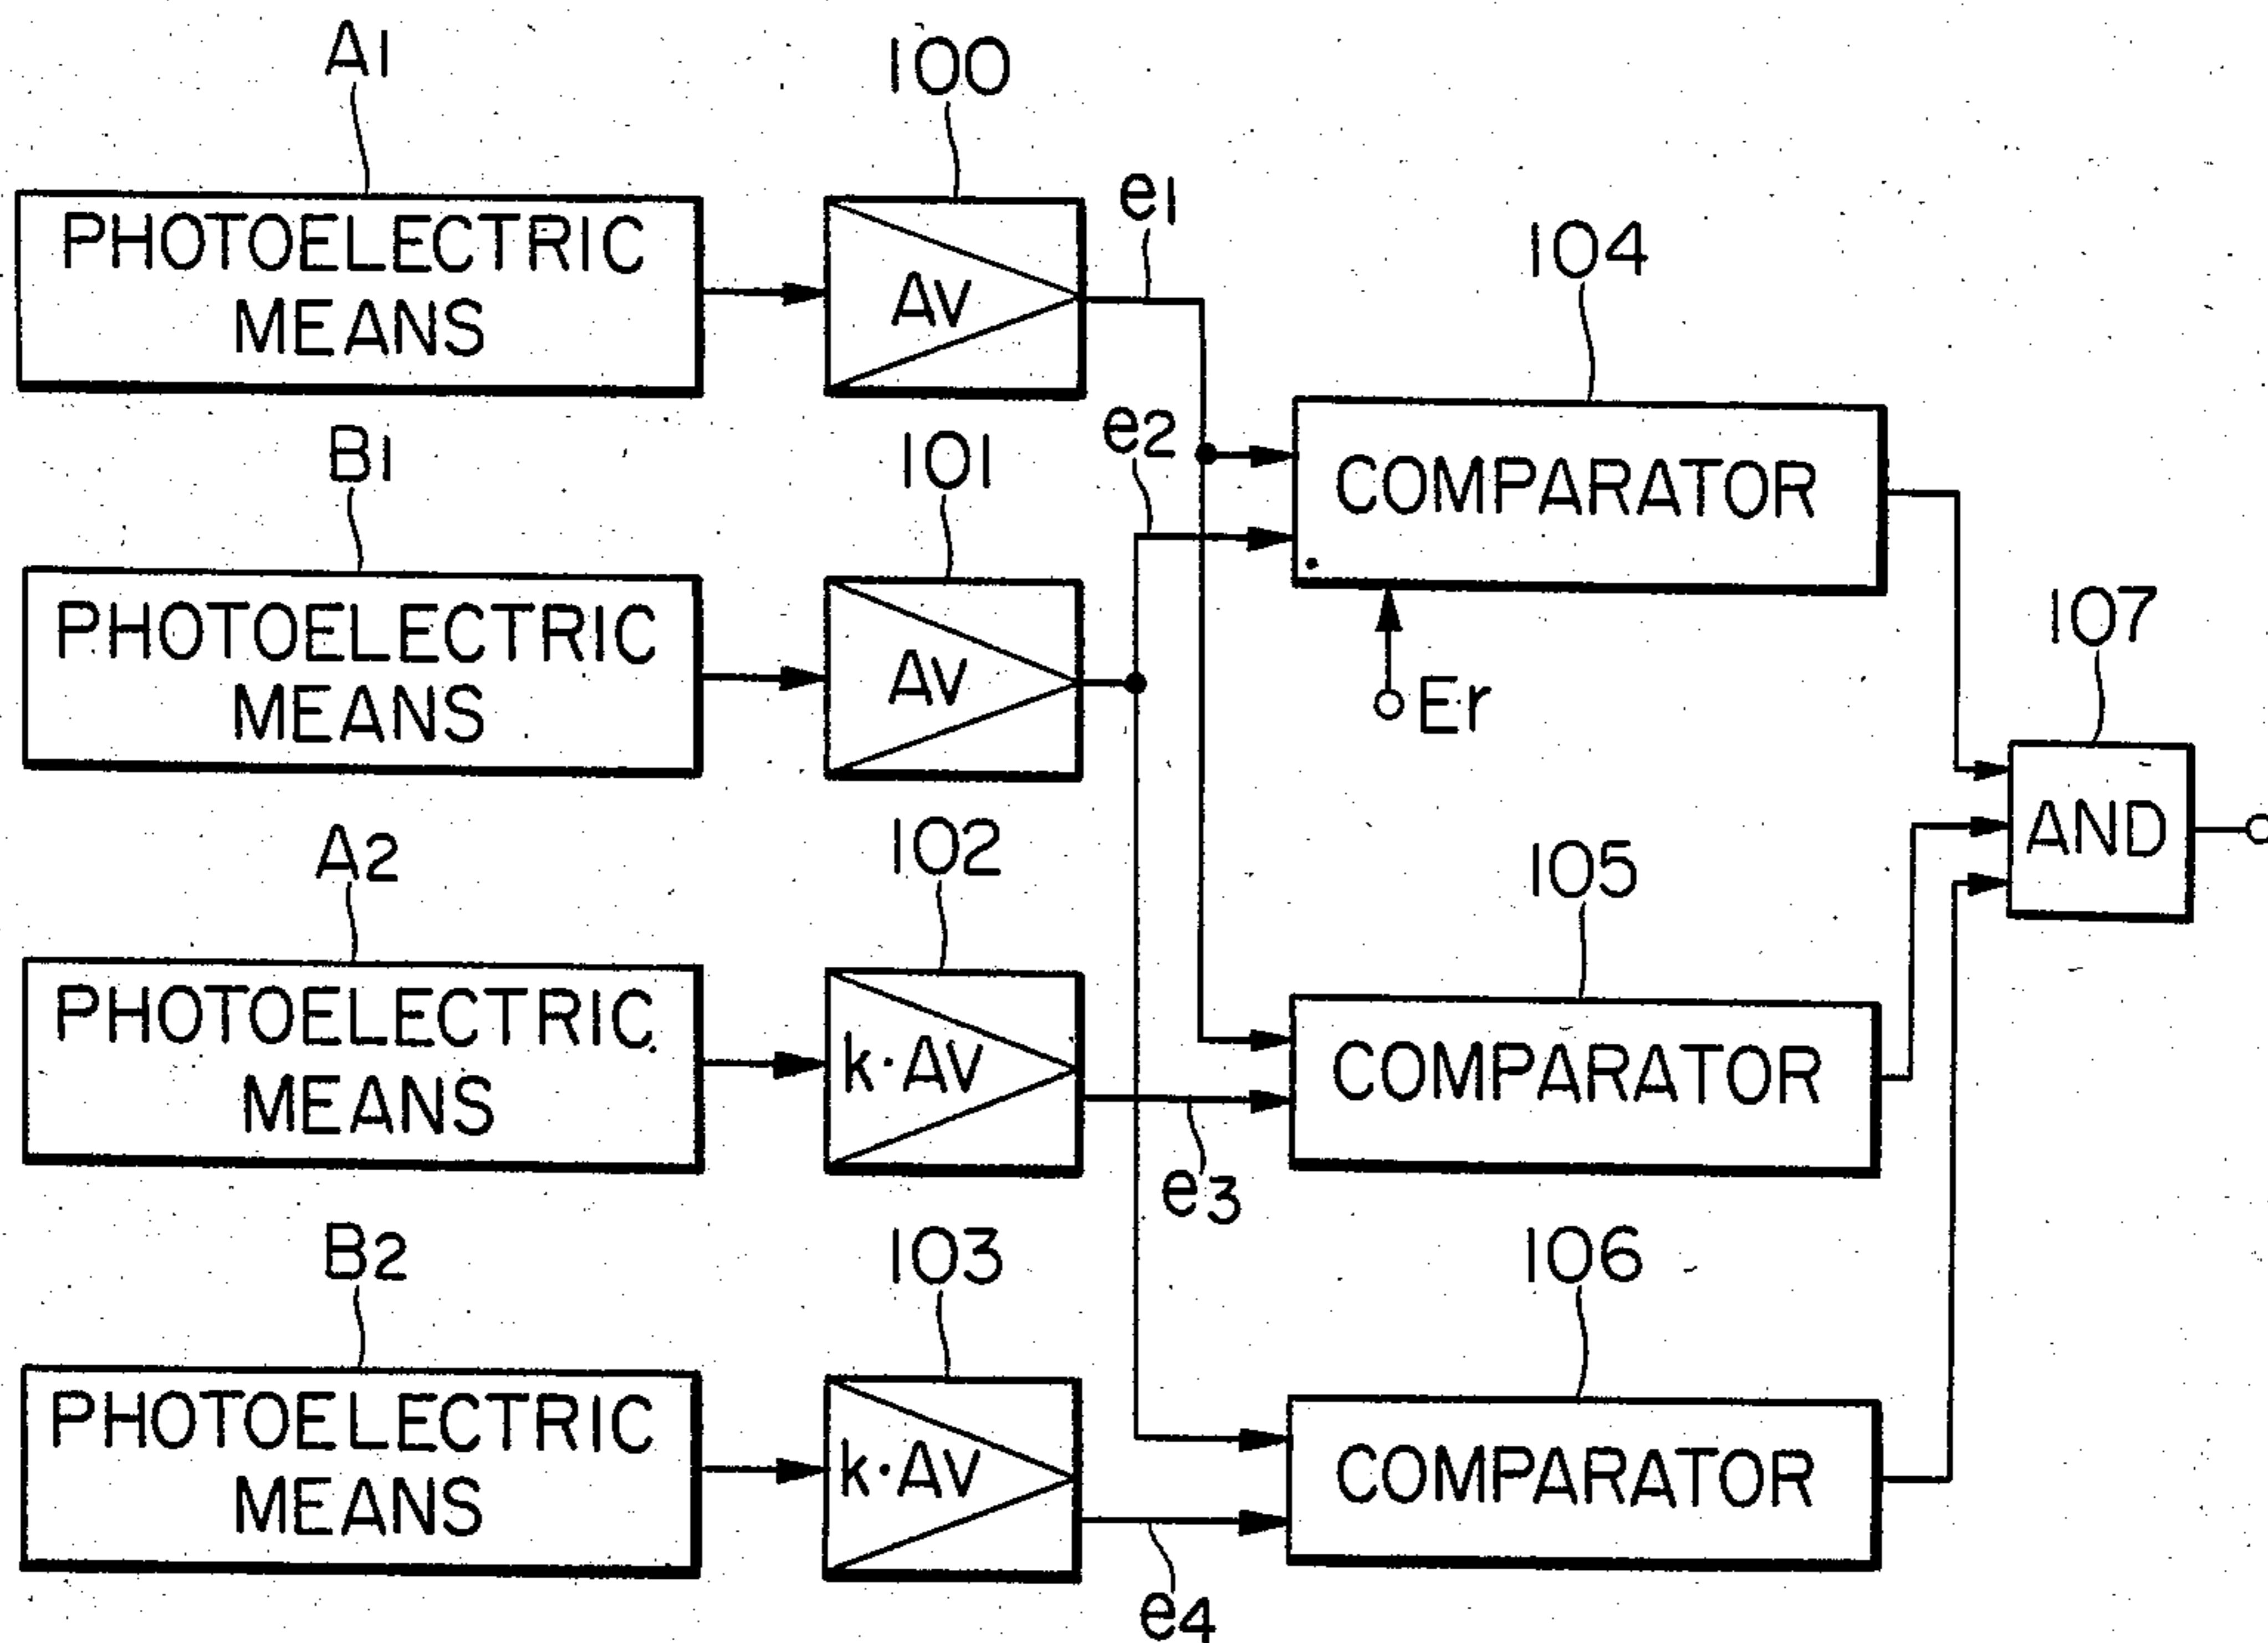 A1
100
e1
PHOTOELECTRIC
MEANS
AV
104
B1
101
e2
COMPARATOR
PHOTOELECTRIC
MEANS
AV
Er
107
A2
102
105
AND
PHOTOELECTRIC
MEANS
k·AV
COMPARATOR
e3
B2
103
106
PHOTOELECTRIC
MEANS
k·AV
COMPARATOR
e4